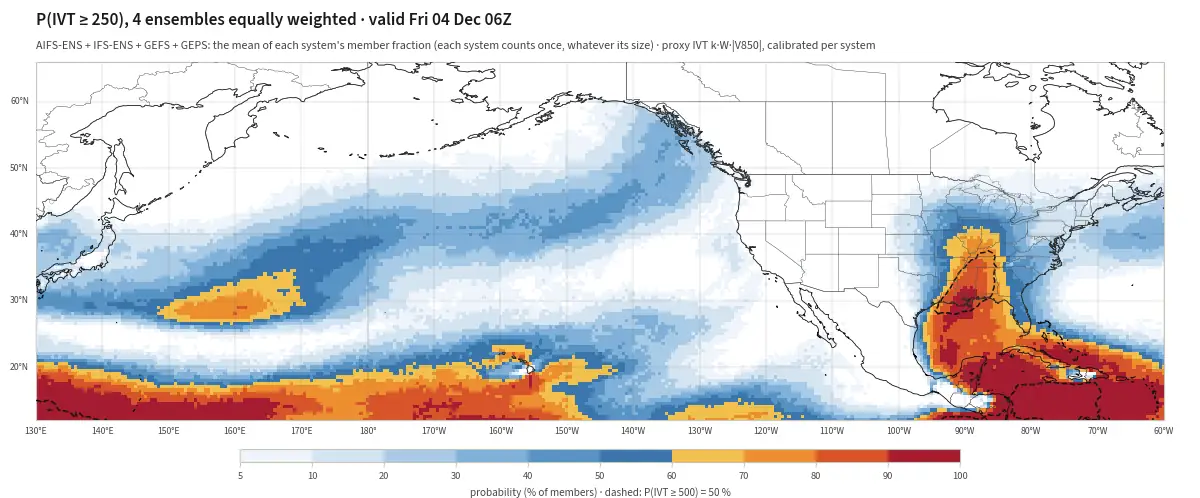 P(IVT ≥ 250), 4 ensembles equally weighted · valid Fri 04 Dec 06Z
AIFS-ENS + IFS-ENS + GEFS + GEPS: the mean of each system's member fraction (each system counts once, whatever its size) · proxy IVT k·W·|V850|, calibrated per system
60°N
50°N
40°N
30°N
20°N
130°E 140°E 150°E 160°E 170°E 180° 170°W 160°W 150°W 140°W 130°W 120°W 110°W 100°W 90°W 80°W 70°W 60°W
5 10 20 30 40 50 60 70 80 90 100
probability (% of members) · dashed: P(IVT ≥ 500) = 50 %